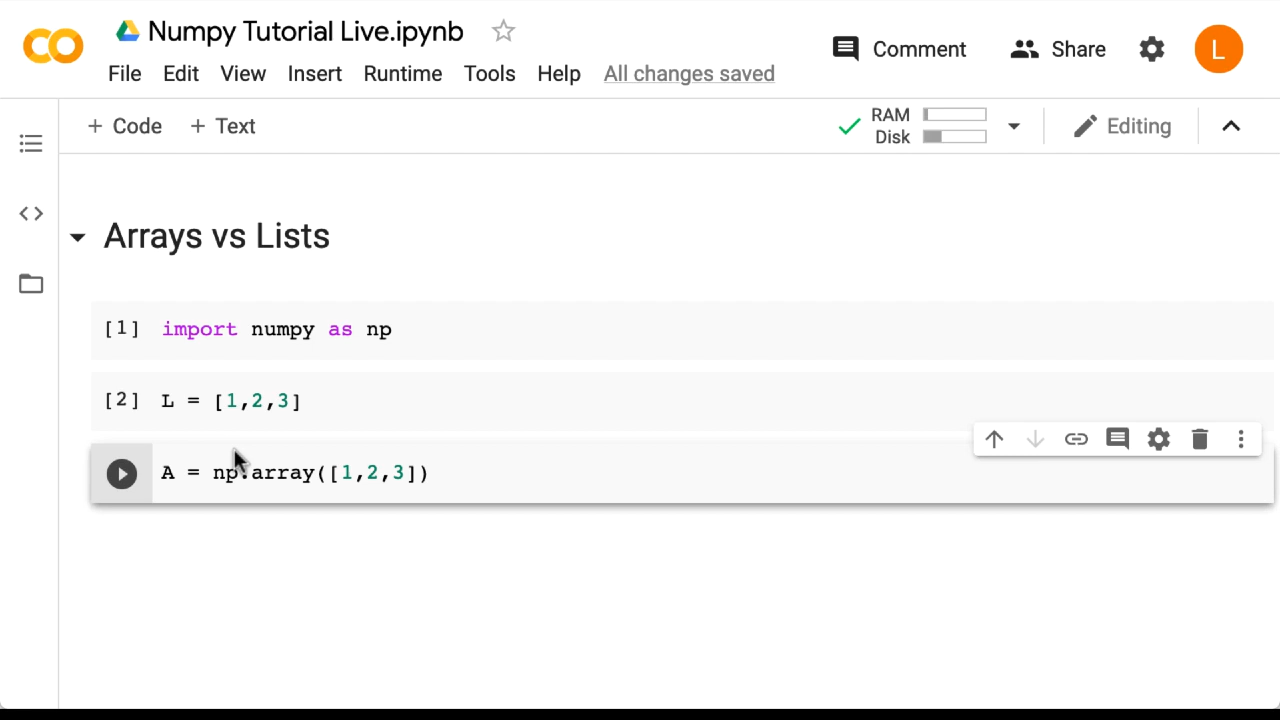 Numpy Tutorial Live.ipynb
File Edit View Insert Runtime Tools Help All changes saved
Comment Share L
+ Code + Text
RAM
Disk
Editing
Arrays vs Lists
[1] import numpy as np
[2] L = [1,2,3]
A = np.array([1,2,3])